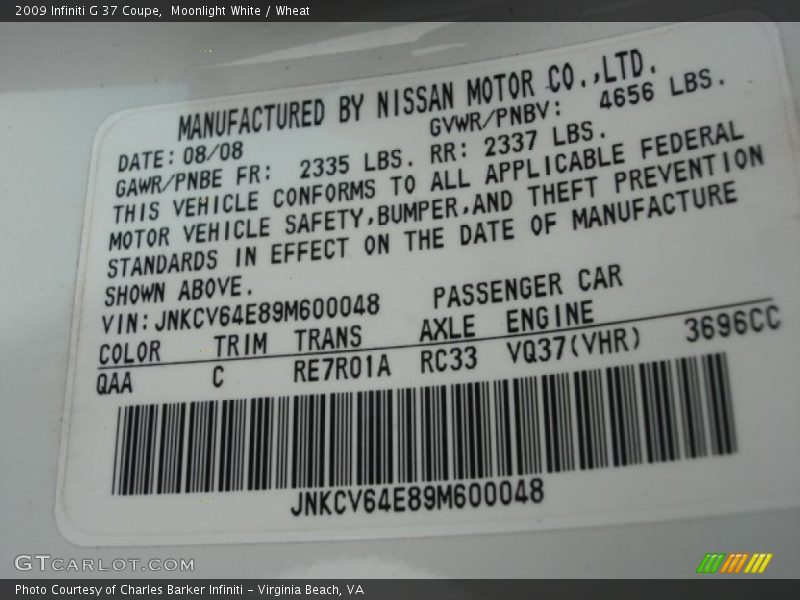 2009 Infiniti G 37 Coupe,  Moonlight White / Wheat
MANUFACTURED BY NISSAN MOTOR CO.,LTD.
DATE: 08/08 GVWR/PNBV: 4656 LBS.
GAWR/PNBE FR: 2335 LBS. RR: 2337 LBS.
THIS VEHICLE CONFORMS TO ALL APPLICABLE FEDERAL
MOTOR VEHICLE SAFETY,BUMPER,AND THEFT PREVENTION
STANDARDS IN EFFECT ON THE DATE OF MANUFACTURE
SHOWN ABOVE.
VIN: JNKCV64E89M600048 PASSENGER CAR
COLOR TRIM TRANS AXLE ENGINE
QAA C RE7R01A RC33 VQ37(VHR) 3696CC
JNKCV64E89M600048
GTCARLOT.COM
Photo Courtesy of Charles Barker Infiniti - Virginia Beach, VA